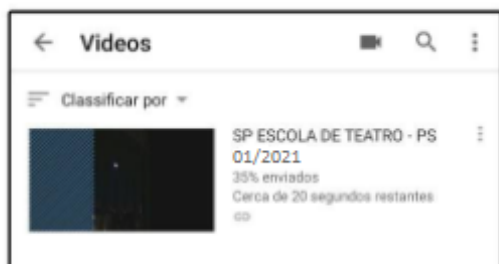 Videos
Classificar por
SP ESCOLA DE TEATRO - PS
01/2021
35% enviados
Cerca de 20 segundos restantes